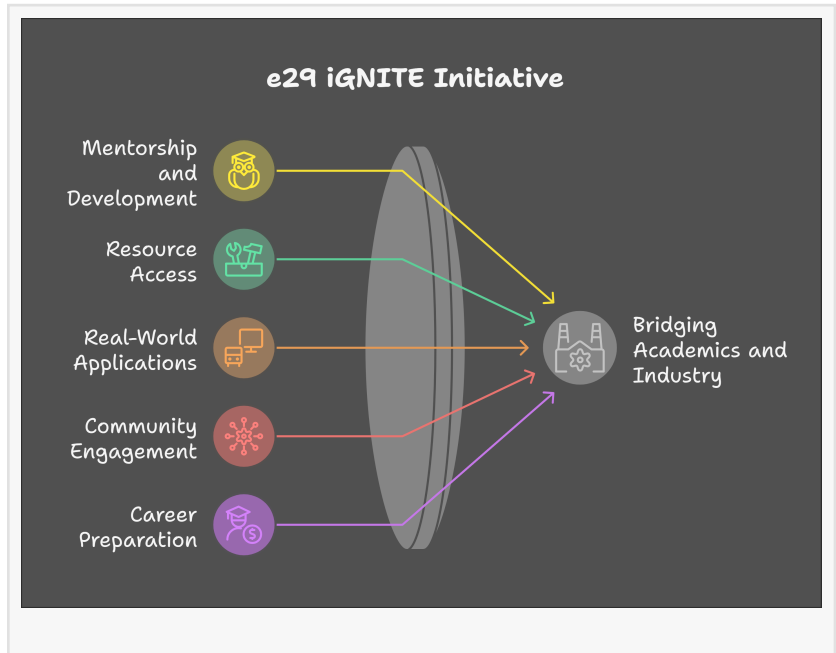 e29 iGNITE Initiative
Mentorship
and
Development
Resource
Access
Real-World
Applications
Community
Engagement
Career
Preparation
Bridging
Academics and
Industry
$